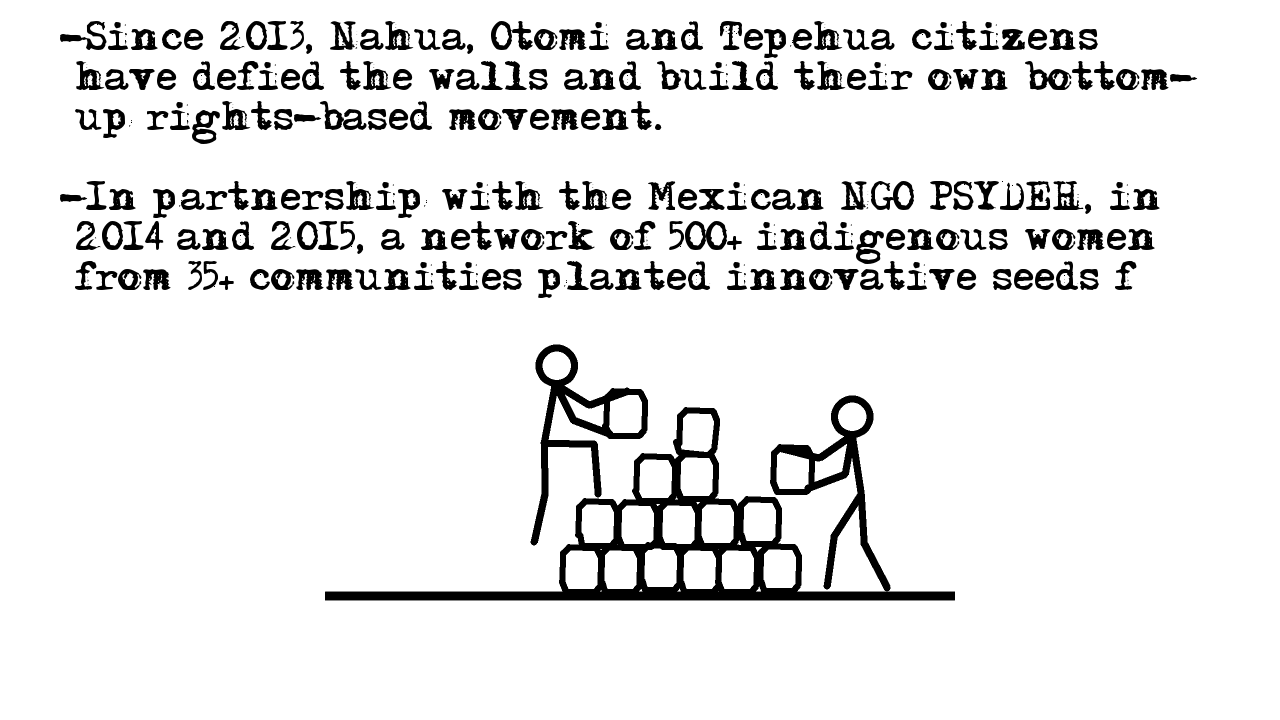 -Since 2013, Nahua, Otomi and Tepehua citizens
have defied the walls and build their own bottom-
up rights-based movement.
-In partnership with the Mexican NGO PSYDEH, in
2014 and 2015, a network of 500+ indigenous women
from 35+ communities planted innovative seeds f